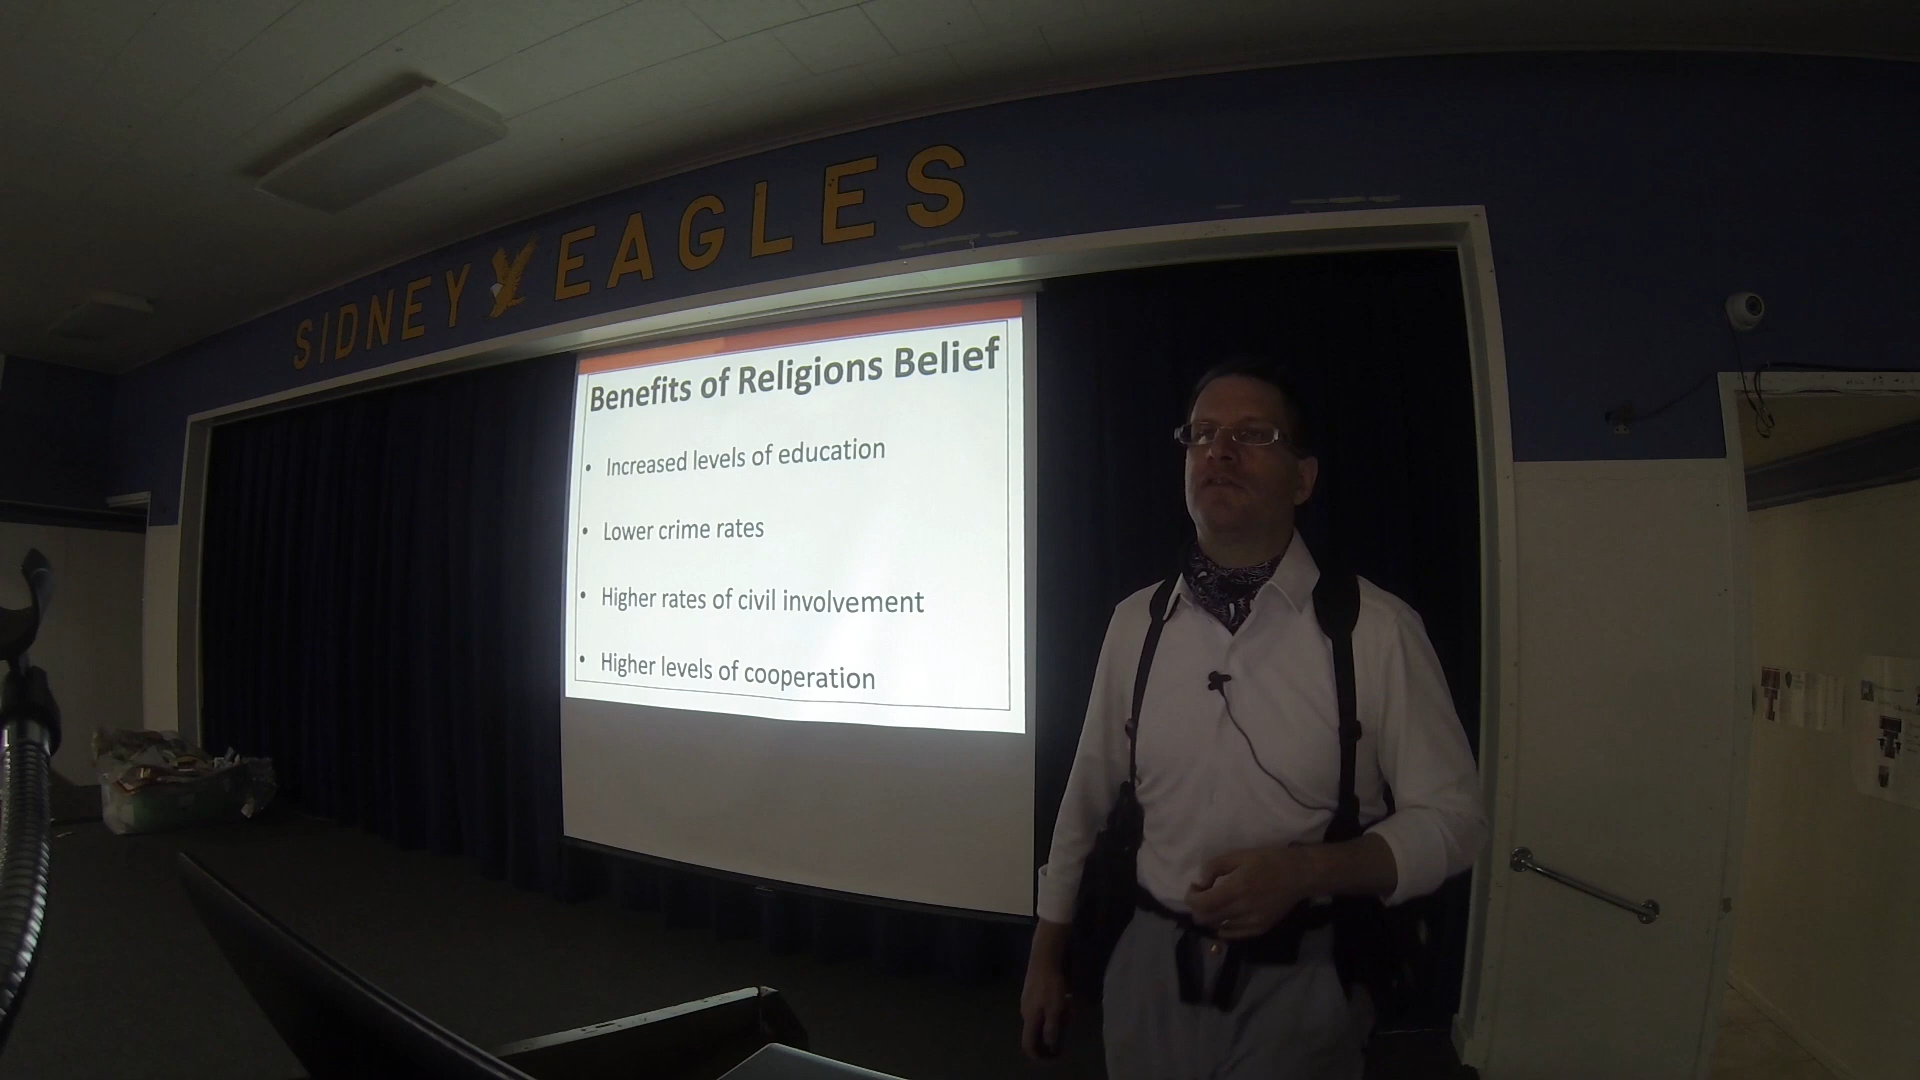 SIDNEY EAGLES
Benefits of Religions Belief
• Increased levels of education
• Lower crime rates
• Higher rates of civil involvement
• Higher levels of cooperation